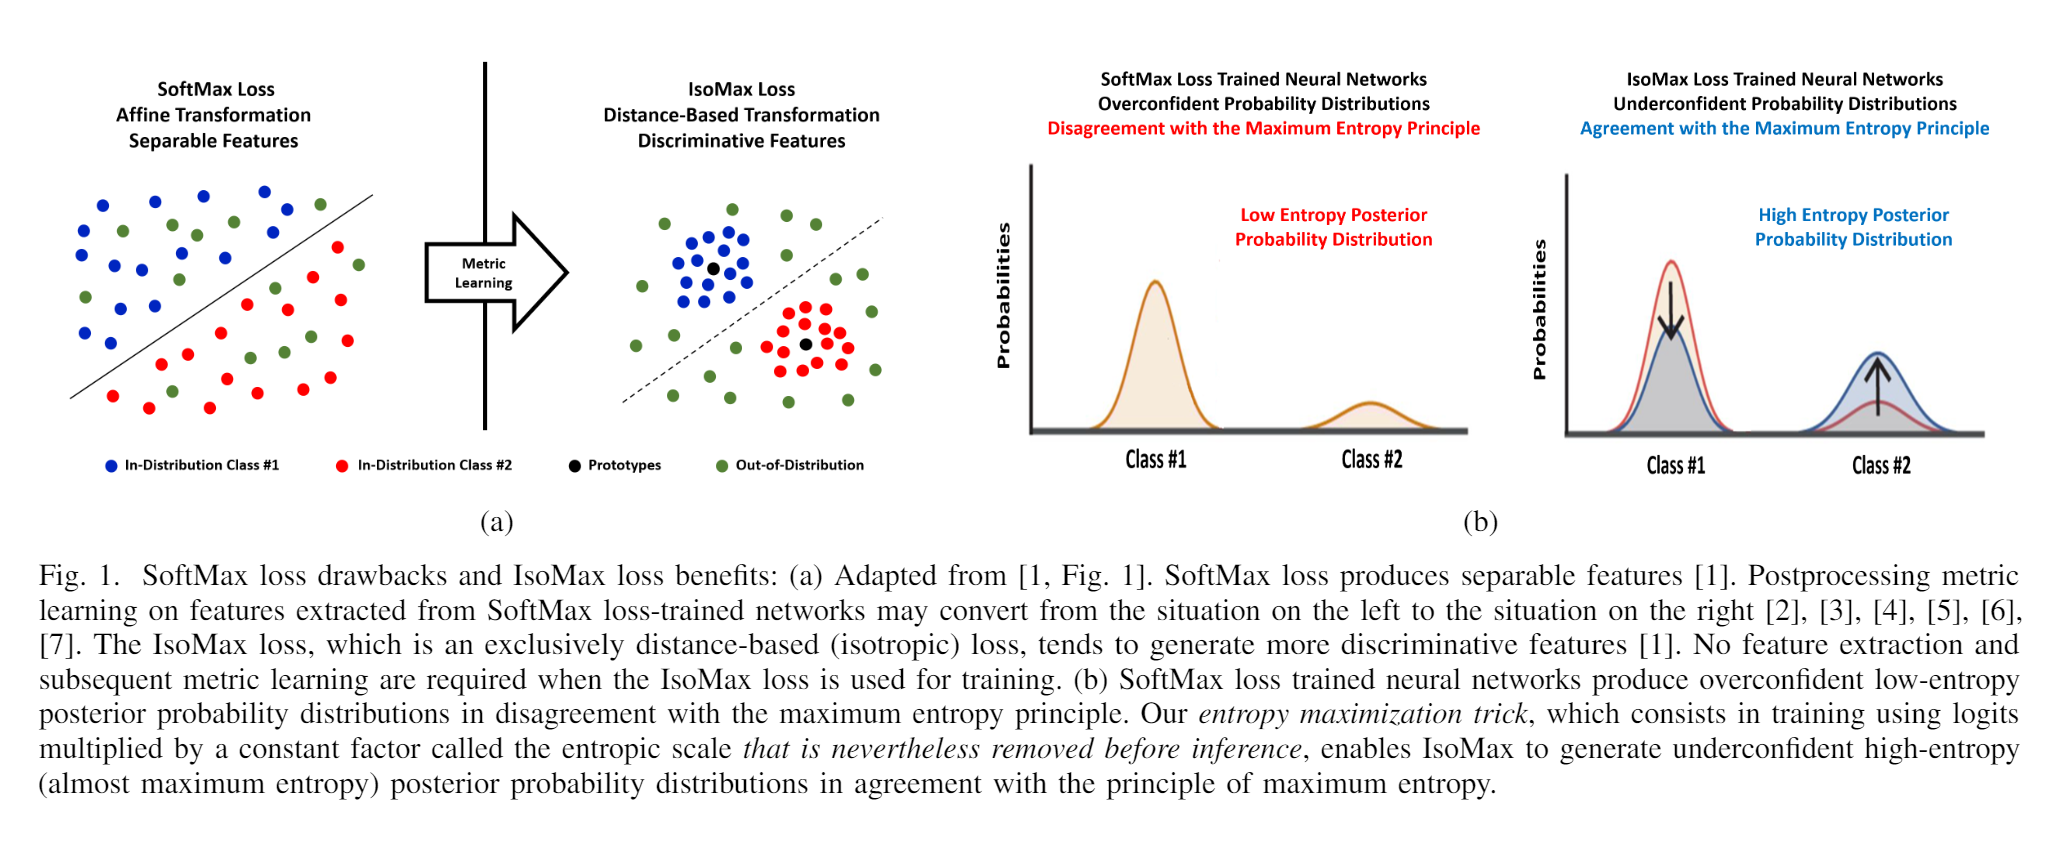 SoftMax Loss
Affine Transformation
Separable Features
IsoMax Loss
Distance-Based Transformation
Discriminative Features
Metric
Learning
In-Distribution Class #1
In-Distribution Class #2
Prototypes
Out-of-Distribution
(a)
SoftMax Loss Trained Neural Networks
Overconfident Probability Distributions
Disagreement with the Maximum Entropy Principle
Low Entropy Posterior
Probability Distribution
Probabilities
Class #1
Class #2
IsoMax Loss Trained Neural Networks
Underconfident Probability Distributions
Agreement with the Maximum Entropy Principle
High Entropy Posterior
Probability Distribution
Probabilities
Class #1
Class #2
(b)
Fig. 1. SoftMax loss drawbacks and IsoMax loss benefits: (a) Adapted from [1, Fig. 1]. SoftMax loss produces separable features [1]. Postprocessing metric
learning on features extracted from SoftMax loss-trained networks may convert from the situation on the left to the situation on the right [2], [3], [4], [5], [6],
[7]. The IsoMax loss, which is an exclusively distance-based (isotropic) loss, tends to generate more discriminative features [1]. No feature extraction and
subsequent metric learning are required when the IsoMax loss is used for training. (b) SoftMax loss trained neural networks produce overconfident low-entropy
posterior probability distributions in disagreement with the maximum entropy principle. Our entropy maximization trick, which consists in training using logits
multiplied by a constant factor called the entropic scale that is nevertheless removed before inference, enables IsoMax to generate underconfident high-entropy
(almost maximum entropy) posterior probability distributions in agreement with the principle of maximum entropy.